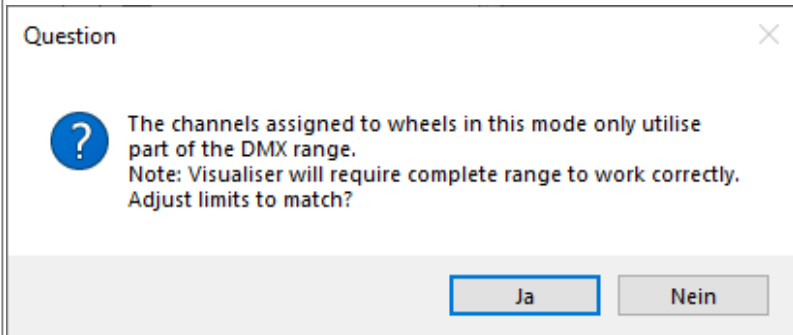 Question
The channels assigned to wheels in this mode only utilise
part of the DMX range.
Note: Visualiser will require complete range to work correctly.
Adjust limits to match?
Ja
Nein